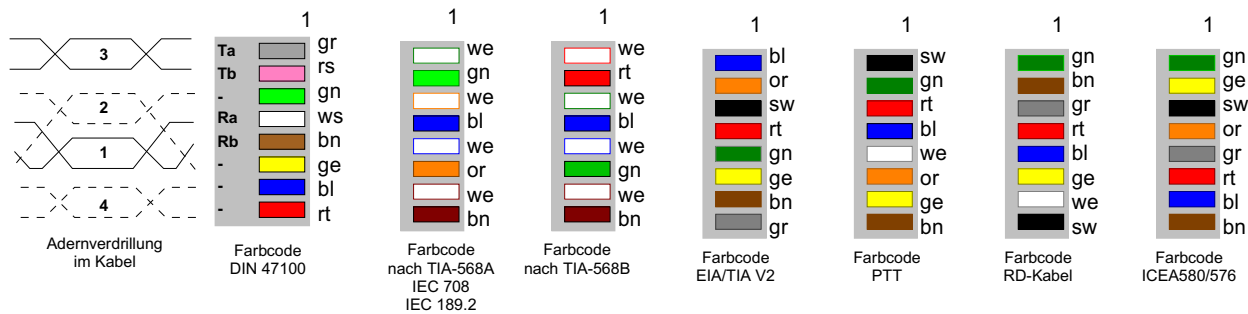 3
2
1
4
Adernverdrillung
im Kabel
1
Ta gr
Tb rs
- gn
Ra ws
Rb bn
- ge
- bl
- rt
Farbcode
DIN 47100
1
we
gn
we
bl
we
or
we
bn
Farbcode
nach TIA-568A
IEC 708
IEC 189.2
1
we
rt
we
bl
we
gn
we
bn
Farbcode
nach TIA-568B
1
bl
or
sw
rt
gn
ge
bn
gr
Farbcode
EIA/TIA V2
1
sw
gn
rt
bl
we
or
ge
bn
Farbcode
PTT
1
gn
bn
gr
rt
bl
ge
we
sw
Farbcode
RD-Kabel
1
gn
ge
sw
or
gr
rt
bl
bn
Farbcode
ICEA580/576